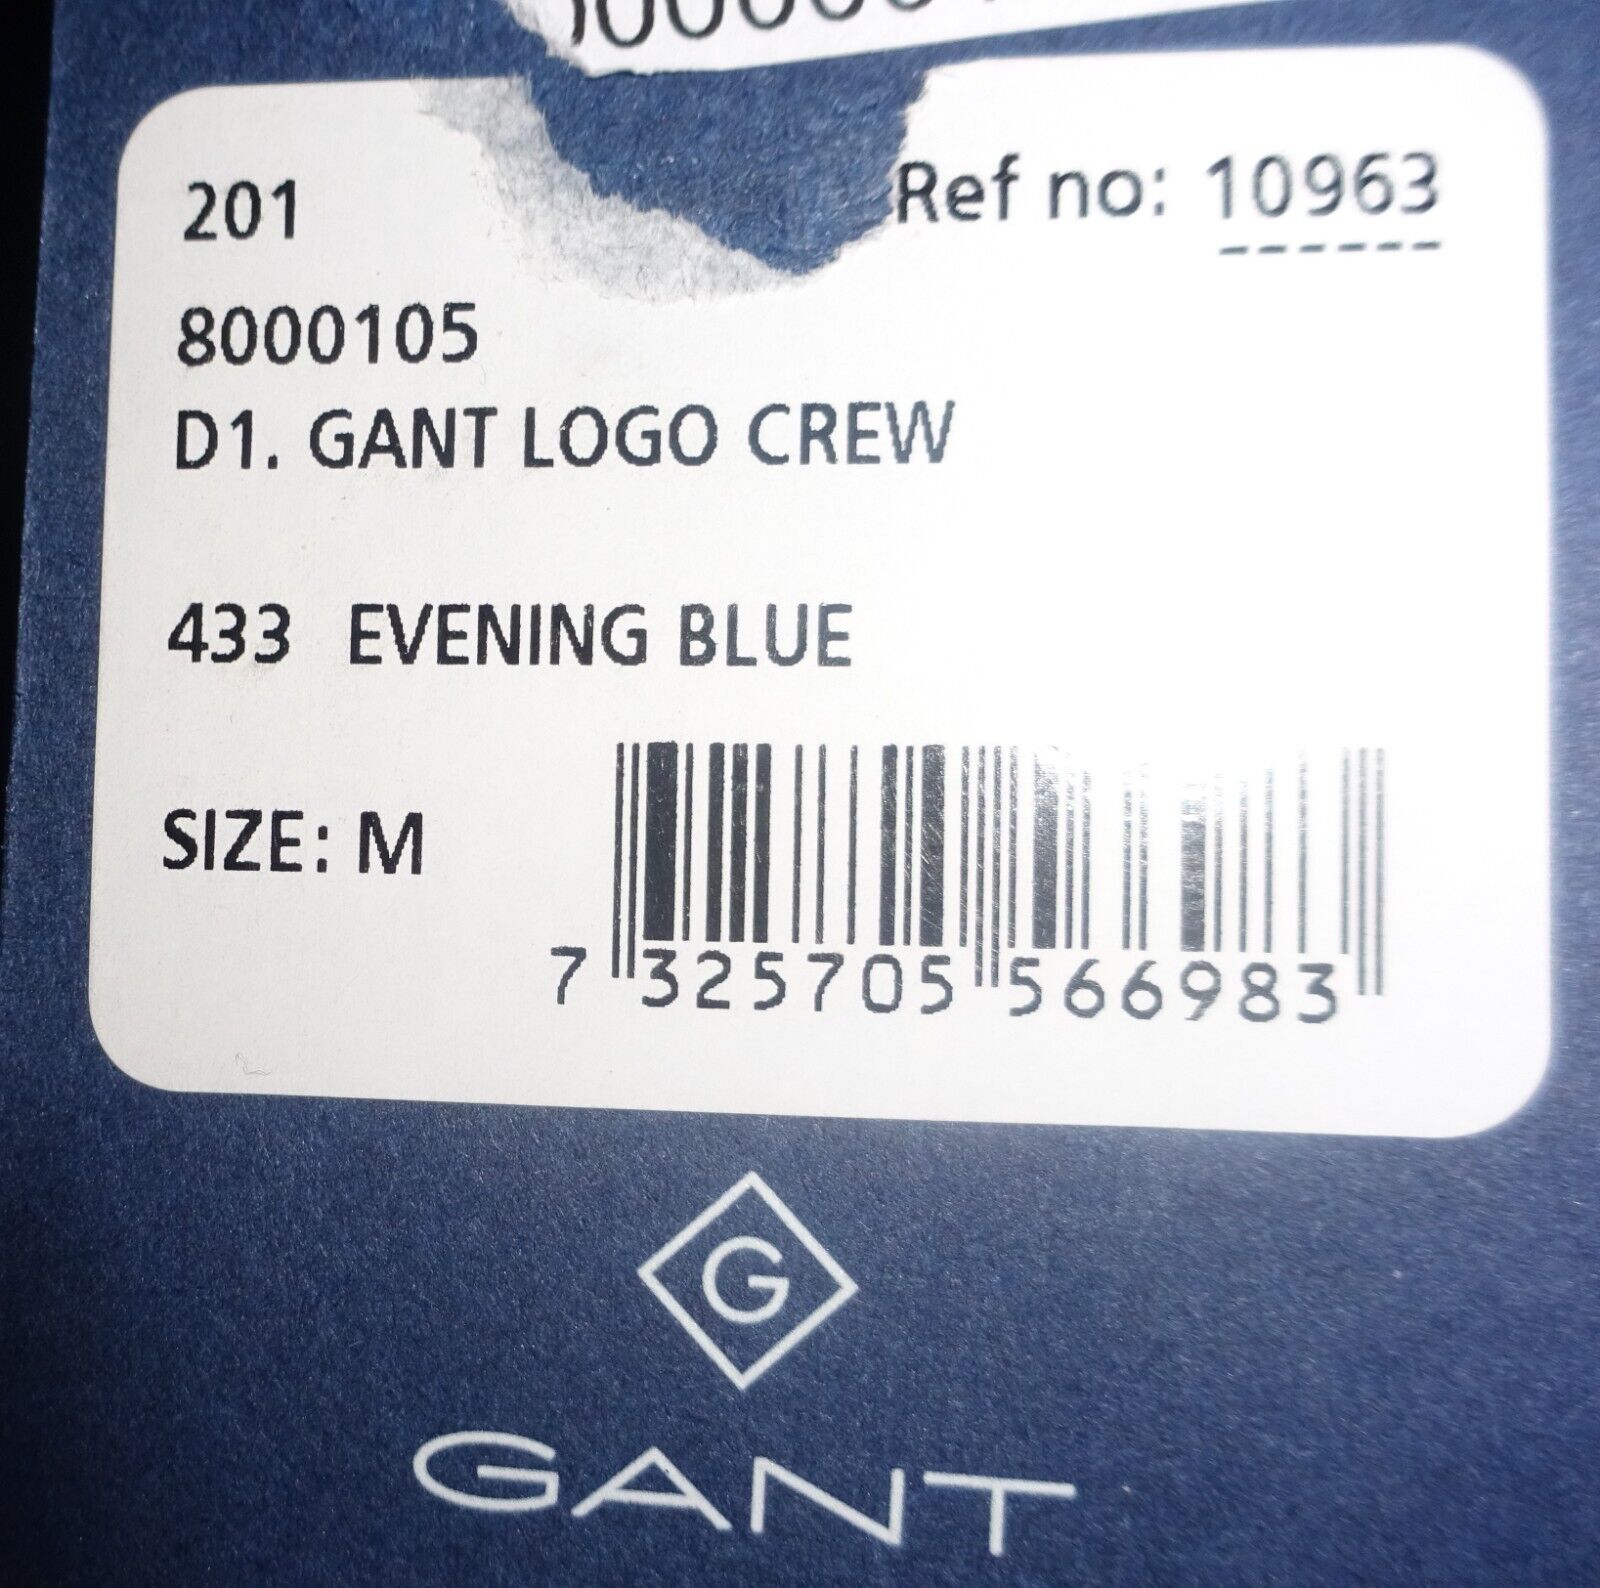 201 Ref no: 10963
8000105
D1. GANT LOGO CREW
433 EVENING BLUE
SIZE: M
7 325705 566983
G
GANT